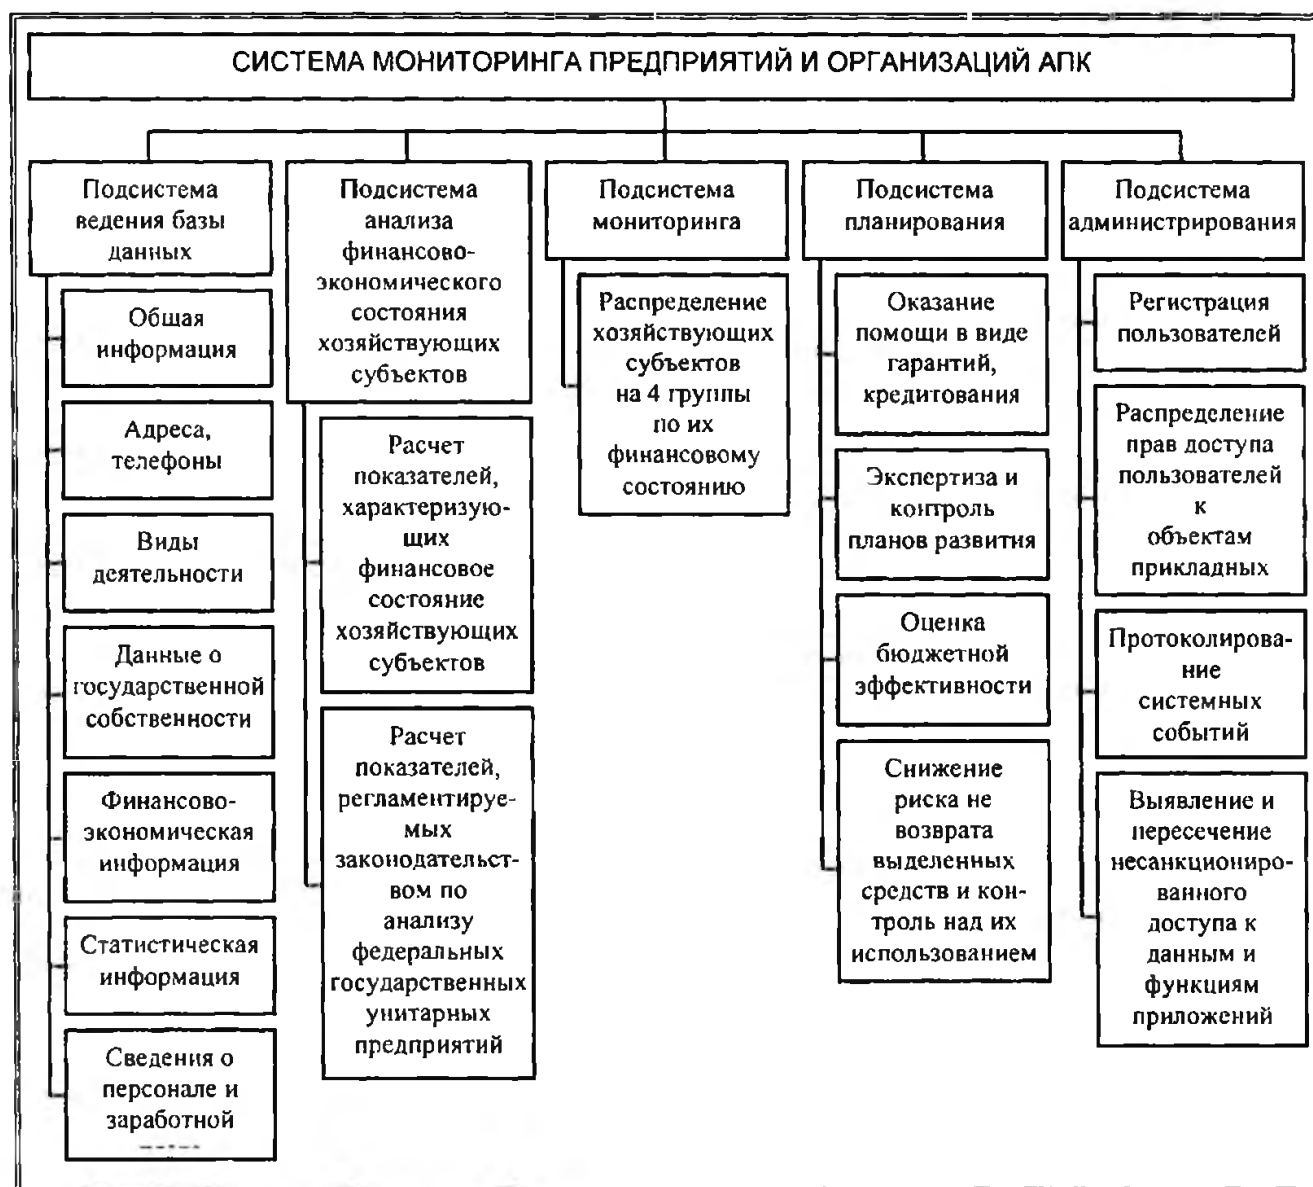 СИСТЕМА МОНИТОРИНГА ПРЕДПРИЯТИЙ И ОРГАНИЗАЦИЙ АПК
Подсистема
ведения базы
данных
Общая
информация
Адреса,
телефоны
Виды
деятельности
Данные о
государственной
собственности
Финансово-
экономическая
информация
Статистическая
информация
Сведения о
персонале и
заработной
Подсистема
анализа
финансово-
экономического
состояния
хозяйствующих
субъектов
Расчет
показателей,
характеризую-
щих
финансовое
состояние
хозяйствующих
субъектов
Расчет
показателей,
регламентируе-
мых
законодательст-
вом по
анализу
федеральных
государственных
унитарных
предприятий
Подсистема
мониторинга
Распределение
хозяйствующих
субъектов
на 4 группы
по их
финансовому
состоянию
Подсистема
планирования
Оказание
помощи в виде
гарантий,
кредитования
Экспертиза и
контроль
планов развития
Оценка
бюджетной
эффективности
Снижение
риска не
возврата
выделенных
средств и кон-
троль над их
использованием
Подсистема
администрирования
Регистрация
пользователей
Распределение
прав доступа
пользователей
к
объектам
прикладных
Протоколирова-
ние
системных
событий
Выявление и
пересечение
несанкциониро-
ванного
доступа к
данным и
функциям
приложений